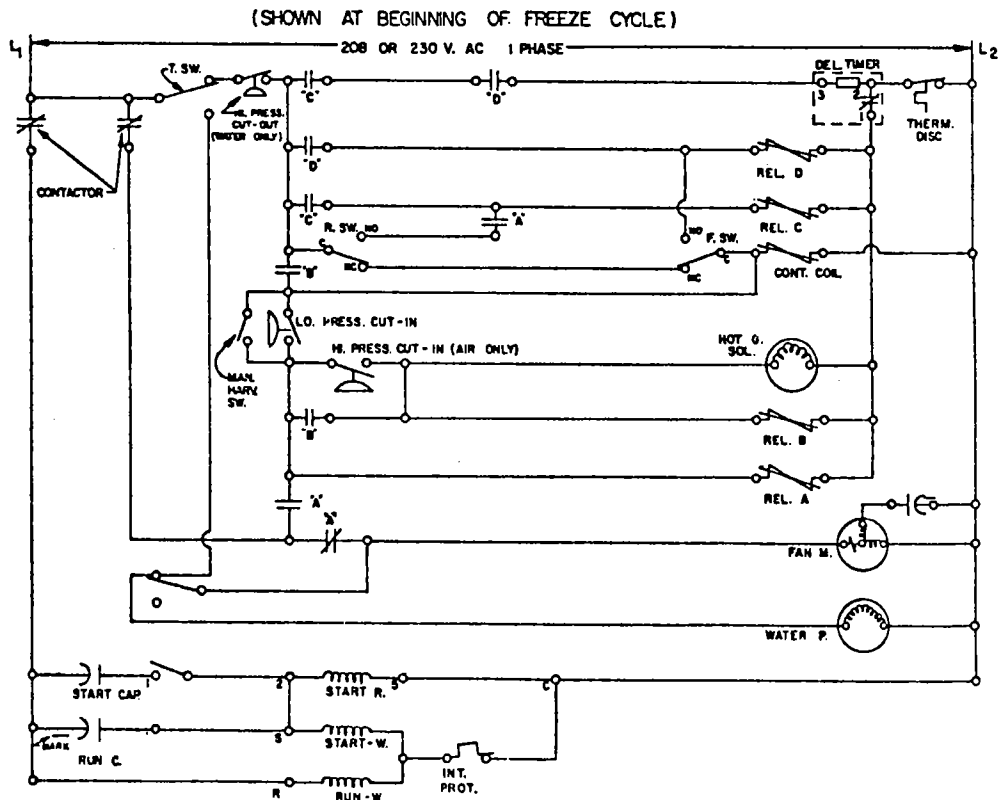 (SHOWN AT BEGINNING OF FREEZE CYCLE)
L1
208 OR 230 V. AC 1 PHASE
L2
T. SW.
"C"
"D"
DEL. TIMER
3
2
HI. PRESS.
CUT-OUT
(WATER ONLY)
THERM.
DISC
CONTACTOR
"D"
REL. D
"C"
"A"
REL. C
R. SW. NO
C
NC
NO
F. SW.
C
NC
CONT. COIL
"B"
LO. PRESS. CUT-IN
HI. PRESS. CUT-IN (AIR ONLY)
HOT G.
SOL.
MAN.
HARV.
SW.
"B"
REL. B
REL. A
"A"
"A"
FAN M.
WATER P.
START CAP.
1
2
START R.
5
C
MARK
RUN C.
S
START-W.
INT.
PROT.
R
RUN-W